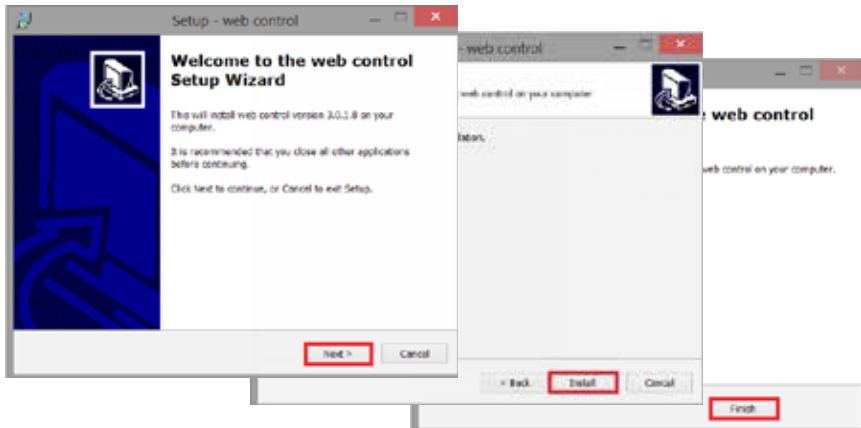 Setup - web control
Welcome to the web control
Setup Wizard
This will install web control version 3.0.1.8 on your
computer.
It is recommended that you close all other applications
before continuing.
Click Next to continue, or Cancel to exit Setup.
Next >
Cancel
- web control
web control on your computer
lation.
< Back
Install
Cancel
web control
web control on your computer.
Finish